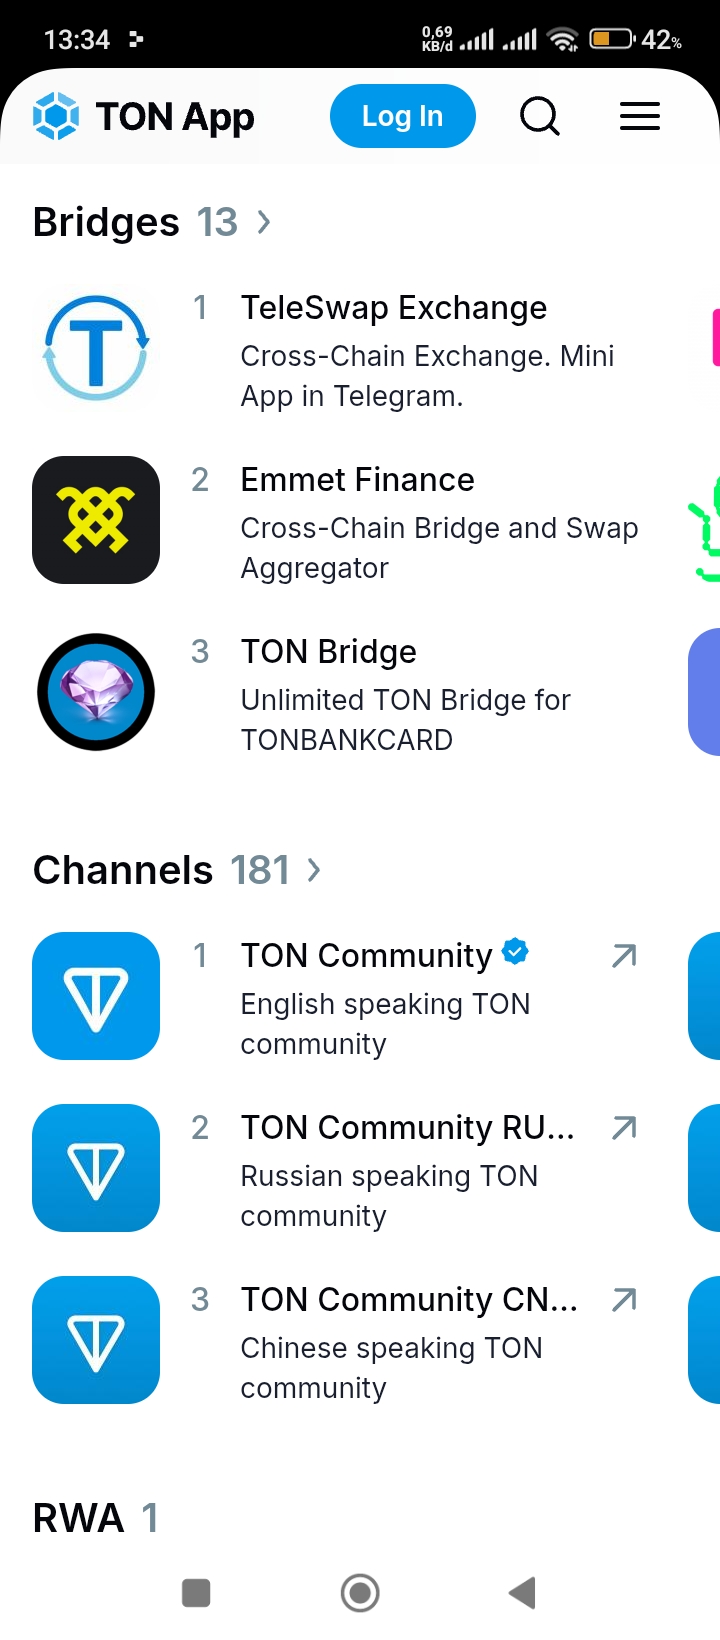 13:34
0,69
KB/d
42%
TON App
Log In
Bridges 13
1 TeleSwap Exchange
Cross-Chain Exchange. Mini
App in Telegram.
2 Emmet Finance
Cross-Chain Bridge and Swap
Aggregator
3 TON Bridge
Unlimited TON Bridge for
TONBANKCARD
Channels 181
1 TON Community
English speaking TON
community
2 TON Community RU...
Russian speaking TON
community
3 TON Community CN...
Chinese speaking TON
community
RWA 1